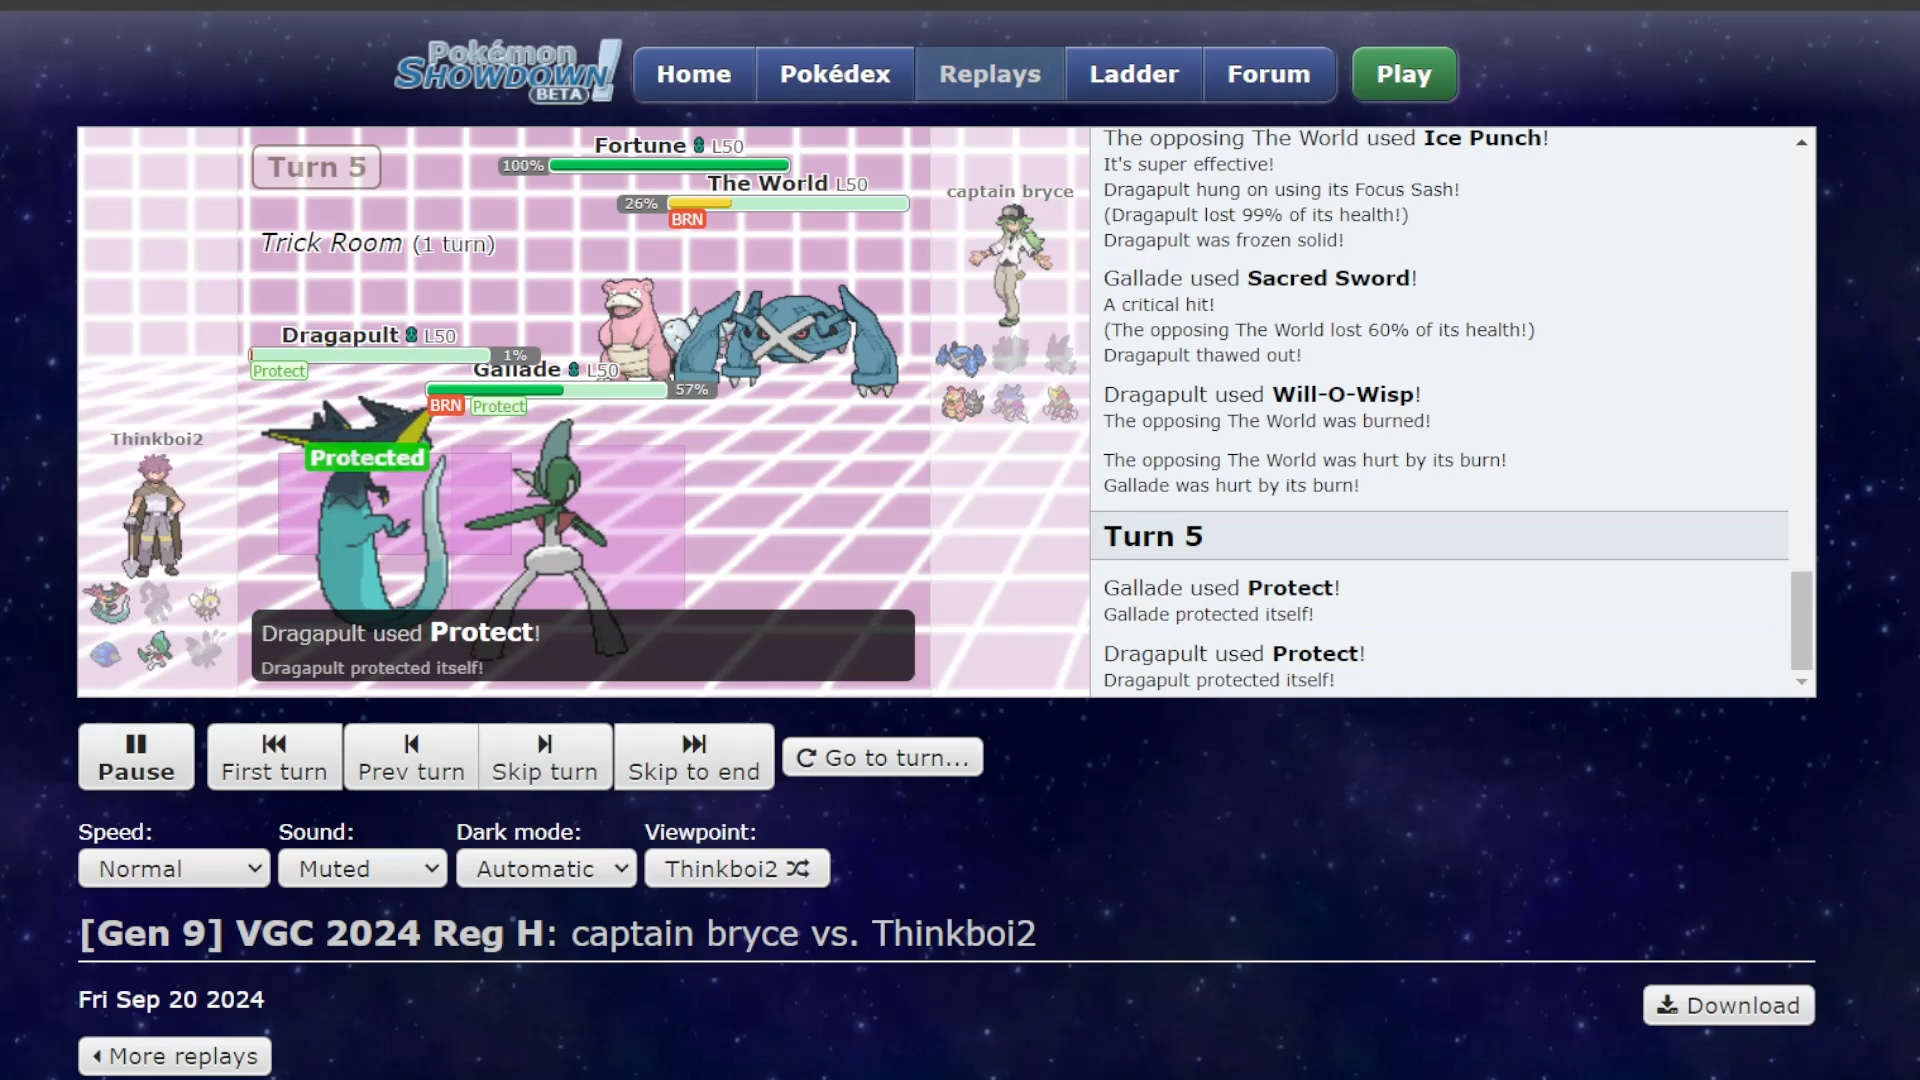 Pokémon
SHOWDOWN!
BETA
Home
Pokédex
Replays
Ladder
Forum
Play
Turn 5
Fortune L50
100%
The World L50
26%
BRN
Trick Room (1 turn)
Dragapult L50
1%
Protect
Gallade L50
57%
BRN Protect
Protected
Thinkboi2
captain bryce
Dragapult used Protect!
Dragapult protected itself!
The opposing The World used Ice Punch!
It's super effective!
Dragapult hung on using its Focus Sash!
(Dragapult lost 99% of its health!)
Dragapult was frozen solid!
Gallade used Sacred Sword!
A critical hit!
(The opposing The World lost 60% of its health!)
Dragapult thawed out!
Dragapult used Will-O-Wisp!
The opposing The World was burned!
The opposing The World was hurt by its burn!
Gallade was hurt by its burn!
Turn 5
Gallade used Protect!
Gallade protected itself!
Dragapult used Protect!
Dragapult protected itself!
Pause
First turn
Prev turn
Skip turn
Skip to end
Go to turn...
Speed:
Normal
Sound:
Muted
Dark mode:
Automatic
Viewpoint:
Thinkboi2
[Gen 9] VGC 2024 Reg H: captain bryce vs. Thinkboi2
Fri Sep 20 2024
Download
More replays